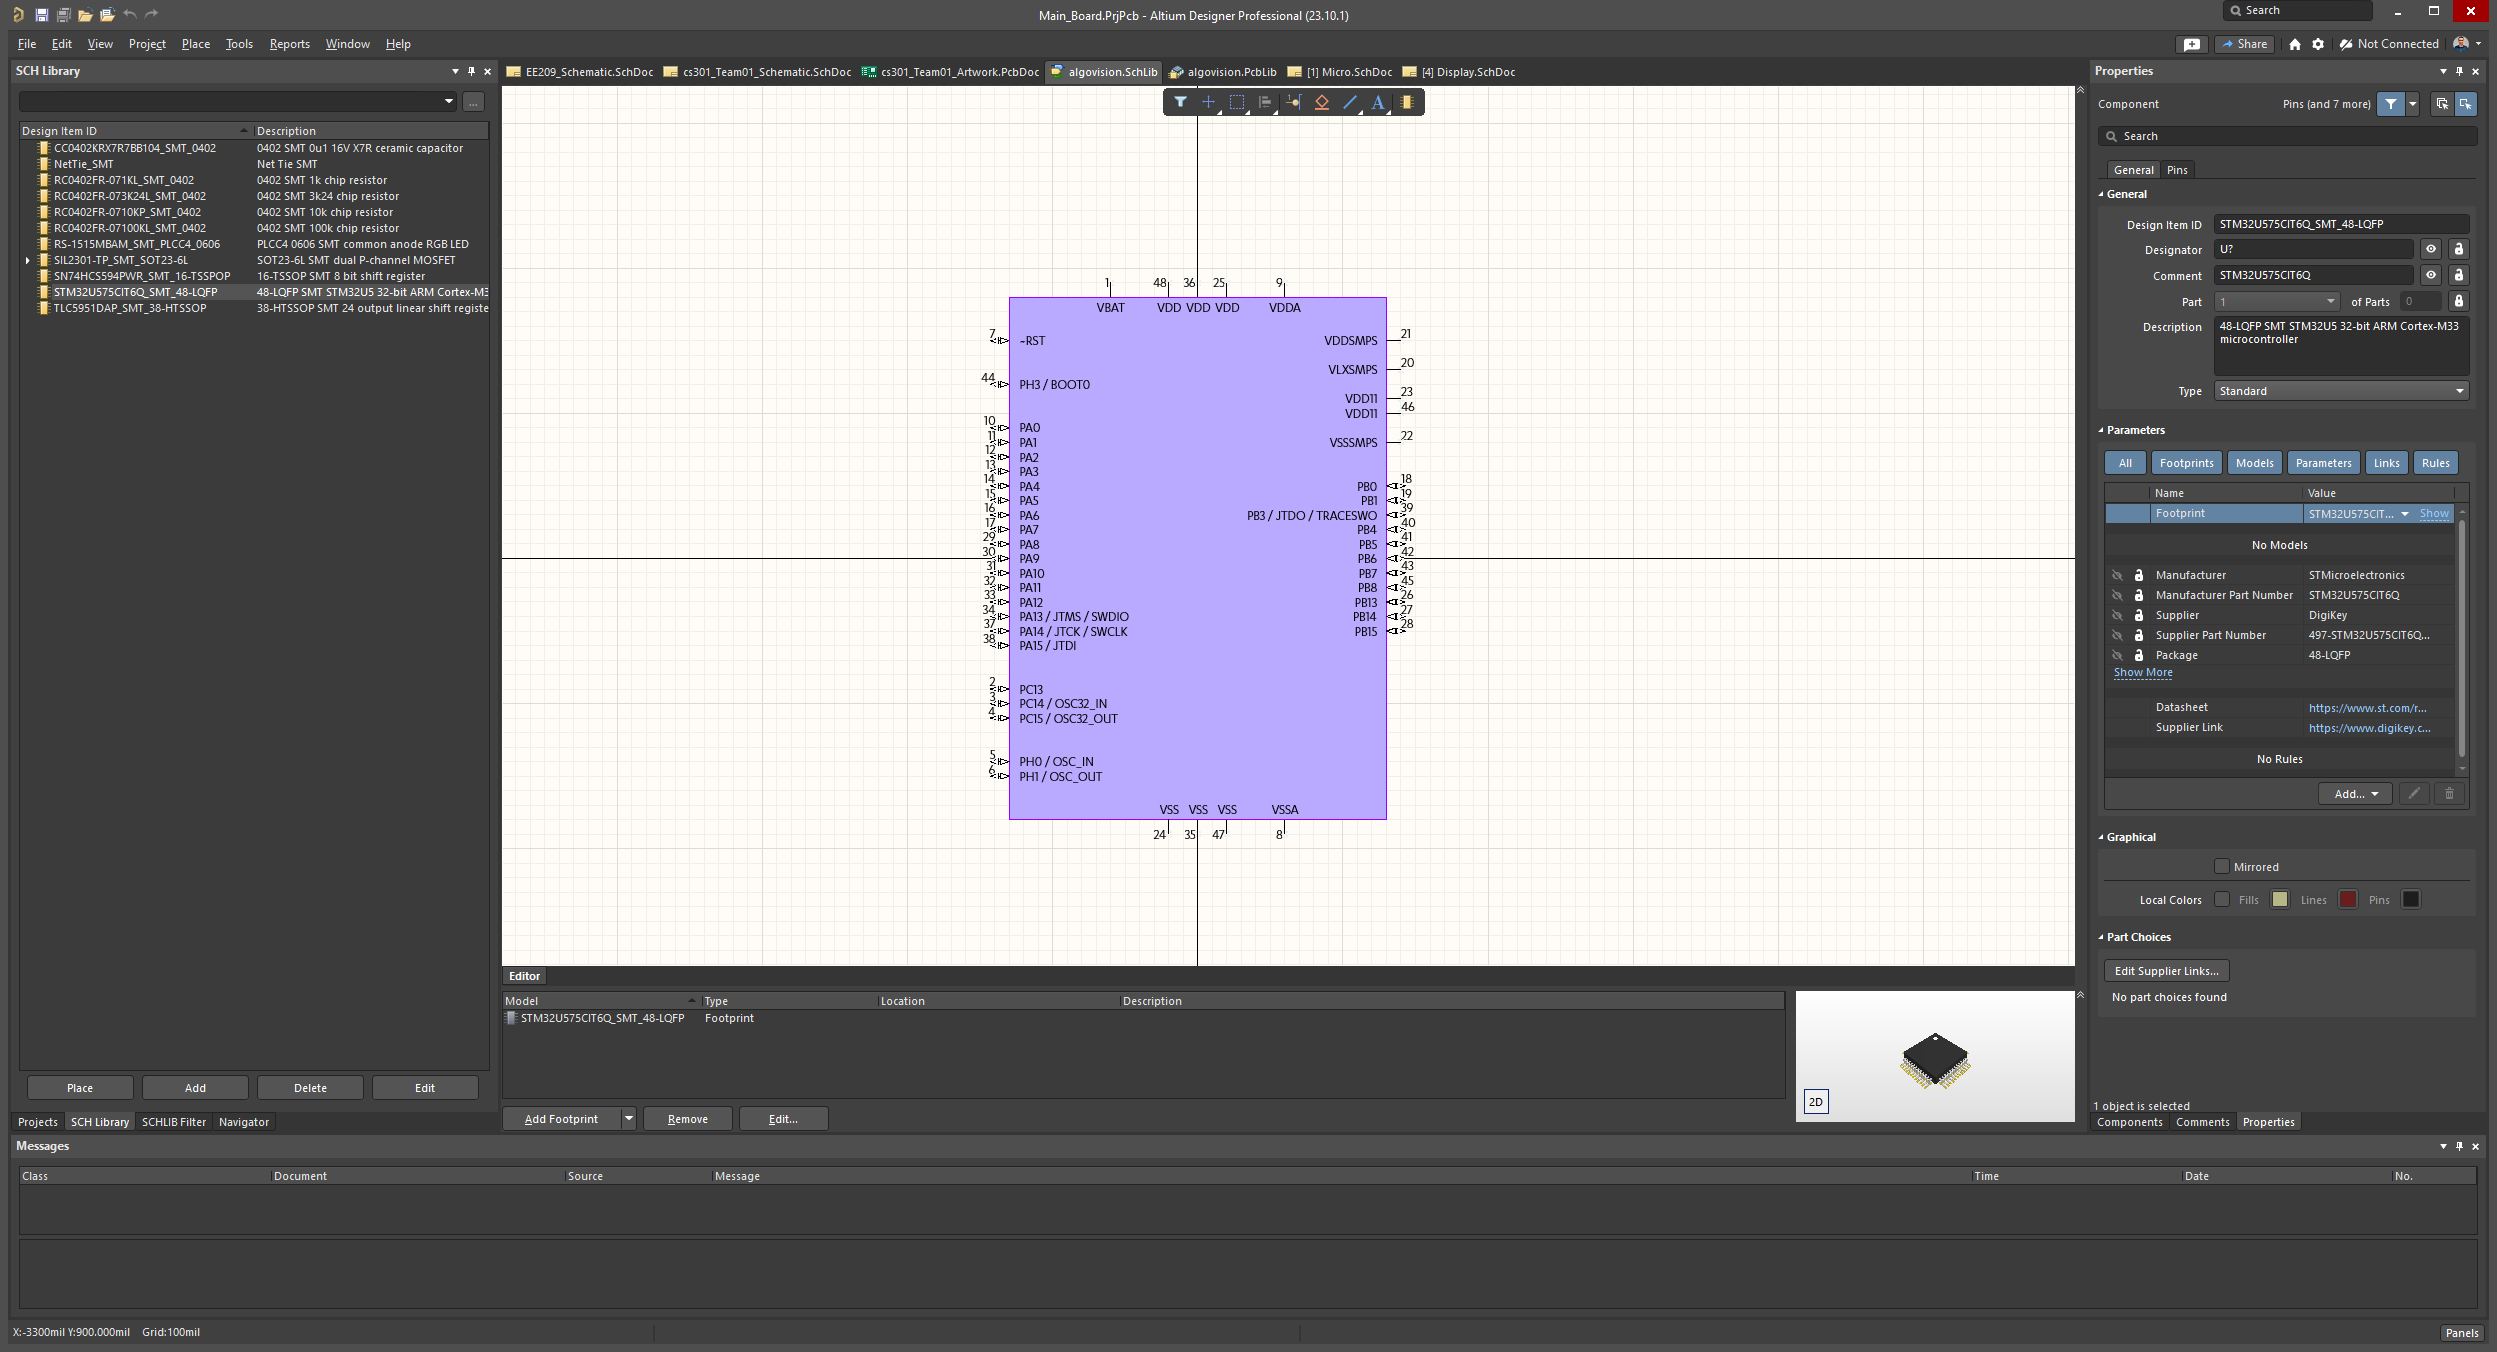 Main_Board.PrjPcb - Altium Designer Professional (23.10.1)
Search
File Edit View Project Place Tools Reports Window Help
Share Not Connected
SCH Library
...
Design Item ID Description
CC0402KRX7R7BB104_SMT_0402 0402 SMT 0u1 16V X7R ceramic capacitor
NetTie_SMT Net Tie SMT
RC0402FR-071KL_SMT_0402 0402 SMT 1k chip resistor
RC0402FR-073K24L_SMT_0402 0402 SMT 3k24 chip resistor
RC0402FR-0710KP_SMT_0402 0402 SMT 10k chip resistor
RC0402FR-07100KL_SMT_0402 0402 SMT 100k chip resistor
RS-1515MBAM_SMT_PLCC4_0606 PLCC4 0606 SMT common anode RGB LED
SIL2301-TP_SMT_SOT23-6L SOT23-6L SMT dual P-channel MOSFET
SN74HCS594PWR_SMT_16-TSSPOP 16-TSSOP SMT 8 bit shift register
STM32U575CIT6Q_SMT_48-LQFP 48-LQFP SMT STM32U5 32-bit ARM Cortex-M3
TLC5951DAP_SMT_38-HTSSOP 38-HTSSOP SMT 24 output linear shift registe
Place Add Delete Edit
Projects SCH Library SCHLIB Filter Navigator
EE209_Schematic.SchDoc cs301_Team01_Schematic.SchDoc cs301_Team01_Artwork.PcbDoc algovision.SchLib algovision.PcbLib [1] Micro.SchDoc [4] Display.SchDoc
1 48 36 25 9
VBAT VDD VDD VDD VDDA
7 ~RST
44 PH3 / BOOT0
10 PA0
11 PA1
12 PA2
13 PA3
14 PA4
15 PA5
16 PA6
17 PA7
29 PA8
30 PA9
31 PA10
32 PA11
33 PA12
34 PA13 / JTMS / SWDIO
37 PA14 / JTCK / SWCLK
38 PA15 / JTDI
2 PC13
3 PC14 / OSC32_IN
4 PC15 / OSC32_OUT
5 PH0 / OSC_IN
6 PH1 / OSC_OUT
VDDSMPS 21
VLXSMPS 20
VDD11 23
VDD11 46
VSSSMPS 22
PB0 18
PB1 19
PB3 / JTDO / TRACESWO 39
PB4 40
PB5 41
PB6 42
PB7 43
PB8 45
PB13 26
PB14 27
PB15 28
VSS VSS VSS VSSA
24 35 47 8
Editor
Model Type Location Description
STM32U575CIT6Q_SMT_48-LQFP Footprint
2D
Add Footprint Remove Edit...
Properties
Component Pins (and 7 more)
Search
General Pins
General
Design Item ID STM32U575CIT6Q_SMT_48-LQFP
Designator U?
Comment STM32U575CIT6Q
Part 1 of Parts 0
Description 48-LQFP SMT STM32U5 32-bit ARM Cortex-M33
microcontroller
Type Standard
Parameters
All Footprints Models Parameters Links Rules
Name Value
Footprint STM32U575CIT... Show
No Models
Manufacturer STMicroelectronics
Manufacturer Part Number STM32U575CIT6Q
Supplier DigiKey
Supplier Part Number 497-STM32U575CIT6Q...
Package 48-LQFP
Show More
Datasheet https://www.st.com/r...
Supplier Link https://www.digikey.c...
No Rules
Add...
Graphical
Mirrored
Local Colors Fills Lines Pins
Part Choices
Edit Supplier Links...
No part choices found
1 object is selected
Components Comments Properties
Messages
Class Document Source Message Time Date No.
X:-3300mil Y:900.000mil Grid:100mil
Panels